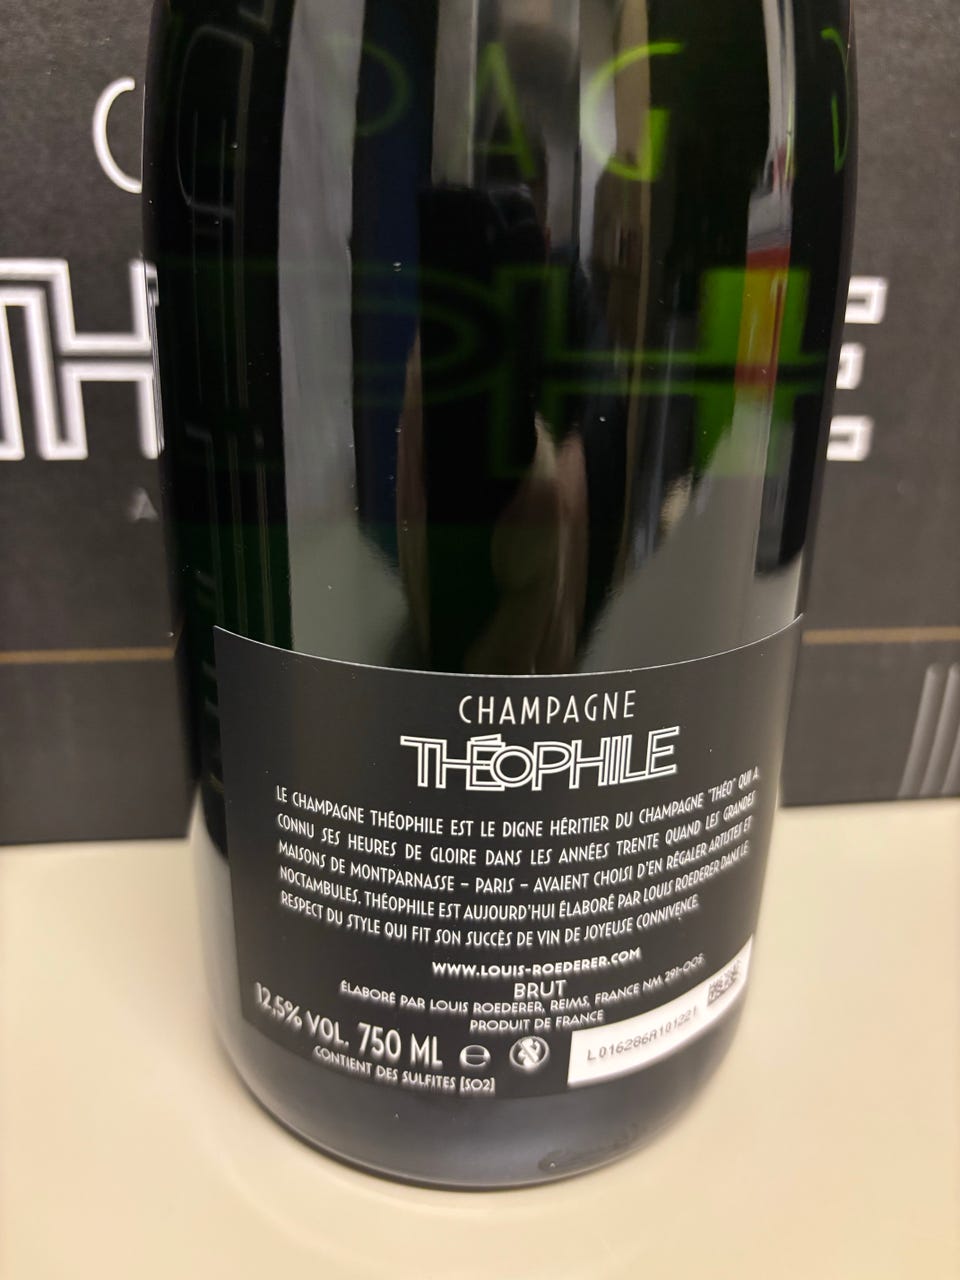 CHAMPAGNE
THÉOPHILE
LE CHAMPAGNE THÉOPHILE EST LE DIGNE HÉRITIER DU CHAMPAGNE "THÉO" QUI A
CONNU SES HEURES DE GLOIRE DANS LES ANNÉES TRENTE QUAND LES GRANDES
MAISONS DE MONTPARNASSE – PARIS – AVAIENT CHOISI D'EN RÉGALER ARTISTES ET
NOCTAMBULES. THÉOPHILE EST AUJOURD'HUI ÉLABORÉ PAR LOUIS ROEDERER DANS LE
RESPECT DU STYLE QUI FIT SON SUCCÈS DE VIN DE JOYEUSE CONNIVENCE.
WWW.LOUIS-ROEDERER.COM
BRUT
ÉLABORÉ PAR LOUIS ROEDERER, REIMS, FRANCE NM 291-005
PRODUIT DE FRANCE
12,5% VOL. 750 ML e
CONTIENT DES SULFITES [SO2]
L016286A101221